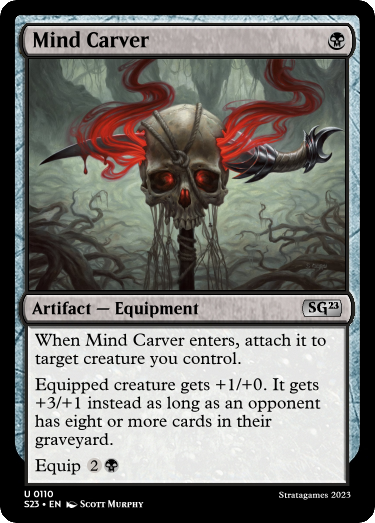 Mind Carver
Artifact — Equipment
SG23
When Mind Carver enters, attach it to
target creature you control.
Equipped creature gets +1/+0. It gets
+3/+1 instead as long as an opponent
has eight or more cards in their
graveyard.
Equip 2
U 0110
Stratagames 2023
S23 • EN Scott Murphy